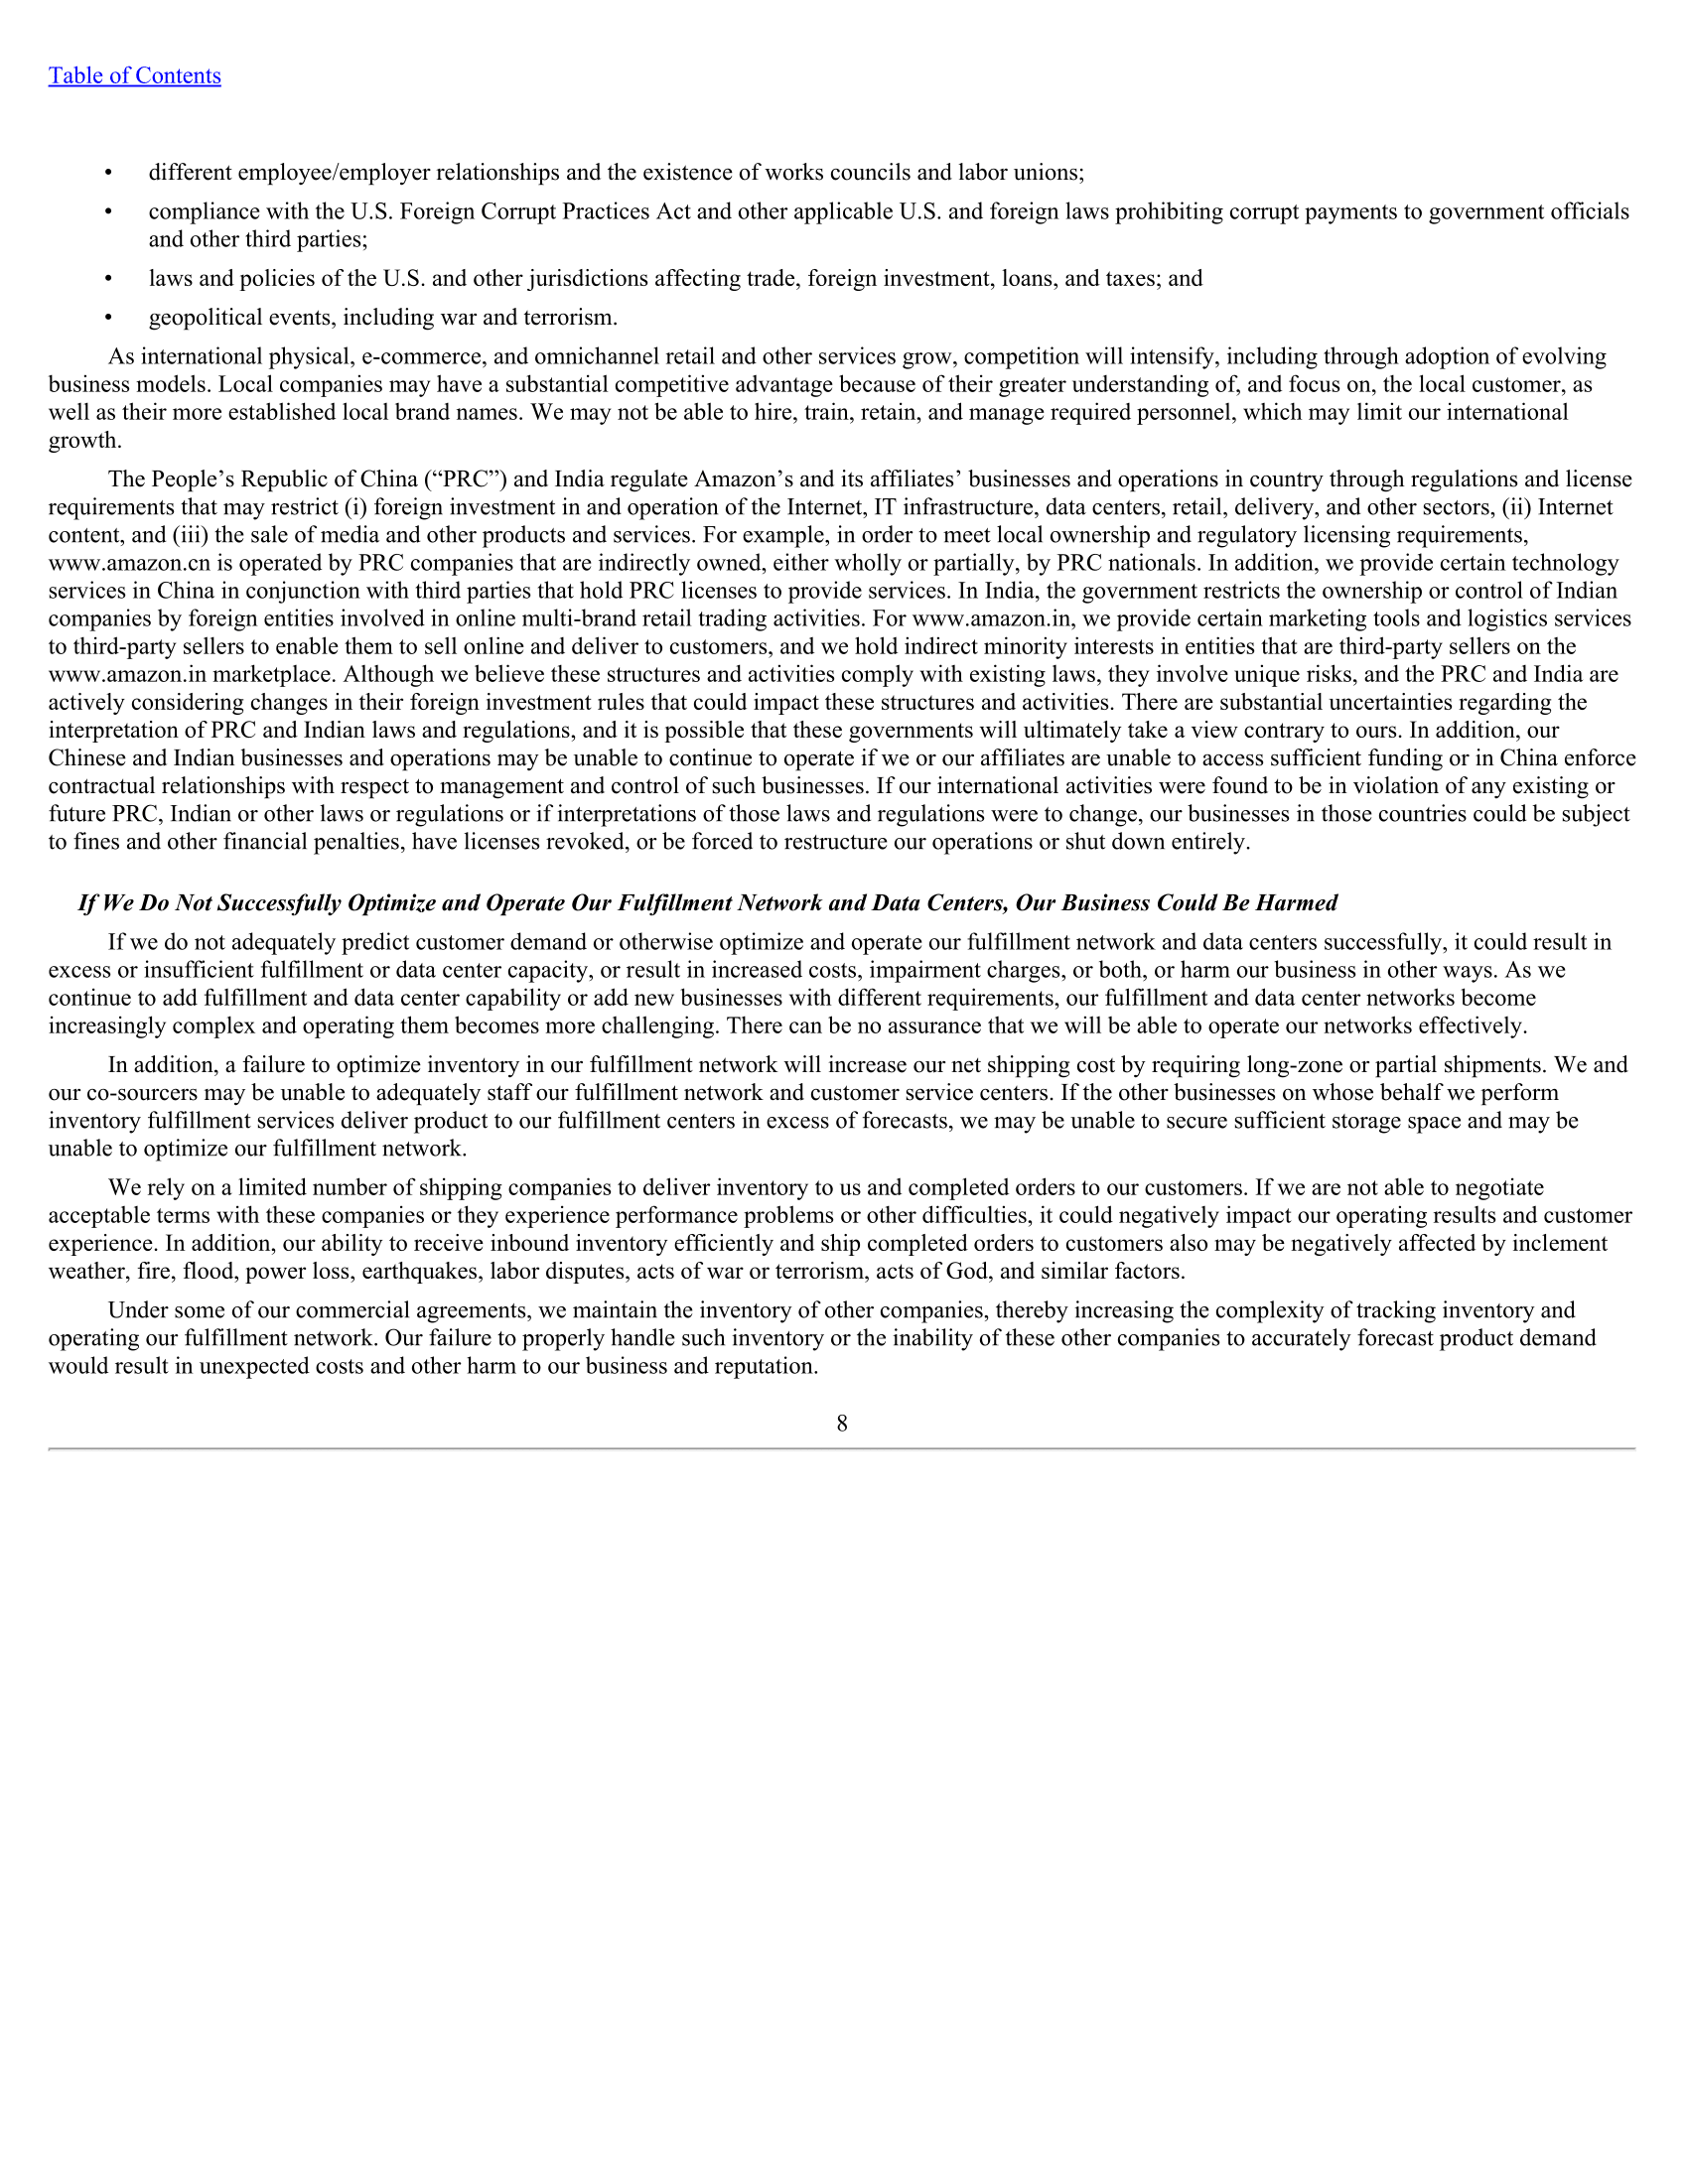 Table of Contents
• different employee/employer relationships and the existence of works councils and labor unions;
• compliance with the U.S. Foreign Corrupt Practices Act and other applicable U.S. and foreign laws prohibiting corrupt payments to government officials
and other third parties;
• laws and policies of the U.S. and other jurisdictions affecting trade, foreign investment, loans, and taxes; and
• geopolitical events, including war and terrorism.
As international physical, e-commerce, and omnichannel retail and other services grow, competition will intensify, including through adoption of evolving
business models. Local companies may have a substantial competitive advantage because of their greater understanding of, and focus on, the local customer, as
well as their more established local brand names. We may not be able to hire, train, retain, and manage required personnel, which may limit our international
growth.
The People’s Republic of China (“PRC”) and India regulate Amazon’s and its affiliates’ businesses and operations in country through regulations and license
requirements that may restrict (i) foreign investment in and operation of the Internet, IT infrastructure, data centers, retail, delivery, and other sectors, (ii) Internet
content, and (iii) the sale of media and other products and services. For example, in order to meet local ownership and regulatory licensing requirements,
www.amazon.cn is operated by PRC companies that are indirectly owned, either wholly or partially, by PRC nationals. In addition, we provide certain technology
services in China in conjunction with third parties that hold PRC licenses to provide services. In India, the government restricts the ownership or control of Indian
companies by foreign entities involved in online multi-brand retail trading activities. For www.amazon.in, we provide certain marketing tools and logistics services
to third-party sellers to enable them to sell online and deliver to customers, and we hold indirect minority interests in entities that are third-party sellers on the
www.amazon.in marketplace. Although we believe these structures and activities comply with existing laws, they involve unique risks, and the PRC and India are
actively considering changes in their foreign investment rules that could impact these structures and activities. There are substantial uncertainties regarding the
interpretation of PRC and Indian laws and regulations, and it is possible that these governments will ultimately take a view contrary to ours. In addition, our
Chinese and Indian businesses and operations may be unable to continue to operate if we or our affiliates are unable to access sufficient funding or in China enforce
contractual relationships with respect to management and control of such businesses. If our international activities were found to be in violation of any existing or
future PRC, Indian or other laws or regulations or if interpretations of those laws and regulations were to change, our businesses in those countries could be subject
to fines and other financial penalties, have licenses revoked, or be forced to restructure our operations or shut down entirely.
If We Do Not Successfully Optimize and Operate Our Fulfillment Network and Data Centers, Our Business Could Be Harmed
If we do not adequately predict customer demand or otherwise optimize and operate our fulfillment network and data centers successfully, it could result in
excess or insufficient fulfillment or data center capacity, or result in increased costs, impairment charges, or both, or harm our business in other ways. As we
continue to add fulfillment and data center capability or add new businesses with different requirements, our fulfillment and data center networks become
increasingly complex and operating them becomes more challenging. There can be no assurance that we will be able to operate our networks effectively.
In addition, a failure to optimize inventory in our fulfillment network will increase our net shipping cost by requiring long-zone or partial shipments. We and
our co-sourcers may be unable to adequately staff our fulfillment network and customer service centers. If the other businesses on whose behalf we perform
inventory fulfillment services deliver product to our fulfillment centers in excess of forecasts, we may be unable to secure sufficient storage space and may be
unable to optimize our fulfillment network.
We rely on a limited number of shipping companies to deliver inventory to us and completed orders to our customers. If we are not able to negotiate
acceptable terms with these companies or they experience performance problems or other difficulties, it could negatively impact our operating results and customer
experience. In addition, our ability to receive inbound inventory efficiently and ship completed orders to customers also may be negatively affected by inclement
weather, fire, flood, power loss, earthquakes, labor disputes, acts of war or terrorism, acts of God, and similar factors.
Under some of our commercial agreements, we maintain the inventory of other companies, thereby increasing the complexity of tracking inventory and
operating our fulfillment network. Our failure to properly handle such inventory or the inability of these other companies to accurately forecast product demand
would result in unexpected costs and other harm to our business and reputation.
8